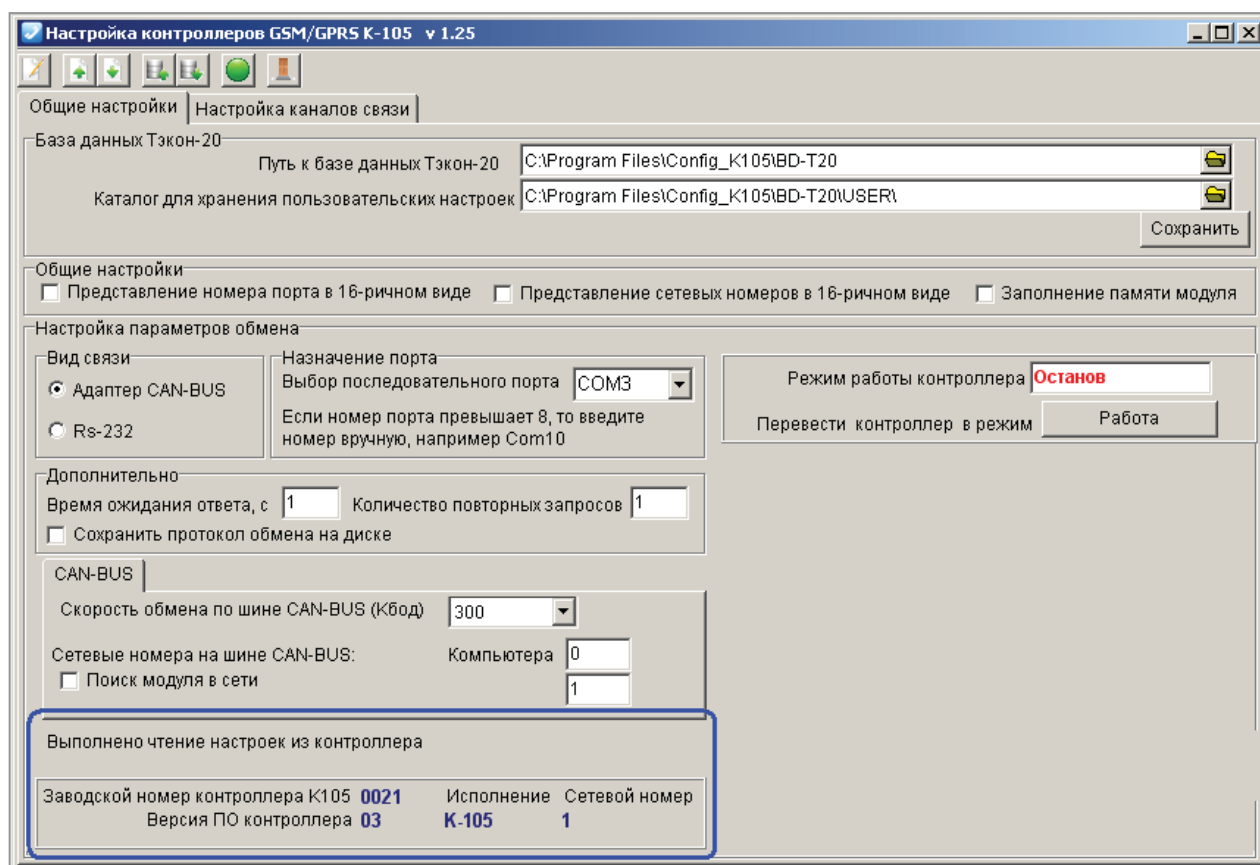 Настройка контроллеров GSM/GPRS K-105 v 1.25
Общие настройки Настройка каналов связи
База данных Тэкон-20
Путь к базе данных Тэкон-20 C:\Program Files\Config_K105\BD-T20
Каталог для хранения пользовательских настроек C:\Program Files\Config_K105\BD-T20\USER\
Сохранить
Общие настройки
Представление номера порта в 16-ричном виде Представление сетевых номеров в 16-ричном виде Заполнение памяти модуля
Настройка параметров обмена
Вид связи Назначение порта
Адаптер CAN-BUS Выбор последовательного порта COM3 Режим работы контроллера Останов
Rs-232 Если номер порта превышает 8, то введите
номер вручную, например Com10 Перевести контроллер в режим Работа
Дополнительно
Время ожидания ответа, с 1 Количество повторных запросов 1
Сохранить протокол обмена на диске
CAN-BUS
Скорость обмена по шине CAN-BUS (Кбод) 300
Сетевые номера на шине CAN-BUS: Компьютера 0
Поиск модуля в сети 1
Выполнено чтение настроек из контроллера
Заводской номер контроллера К105 0021 Исполнение Сетевой номер
Версия ПО контроллера 03 К-105 1